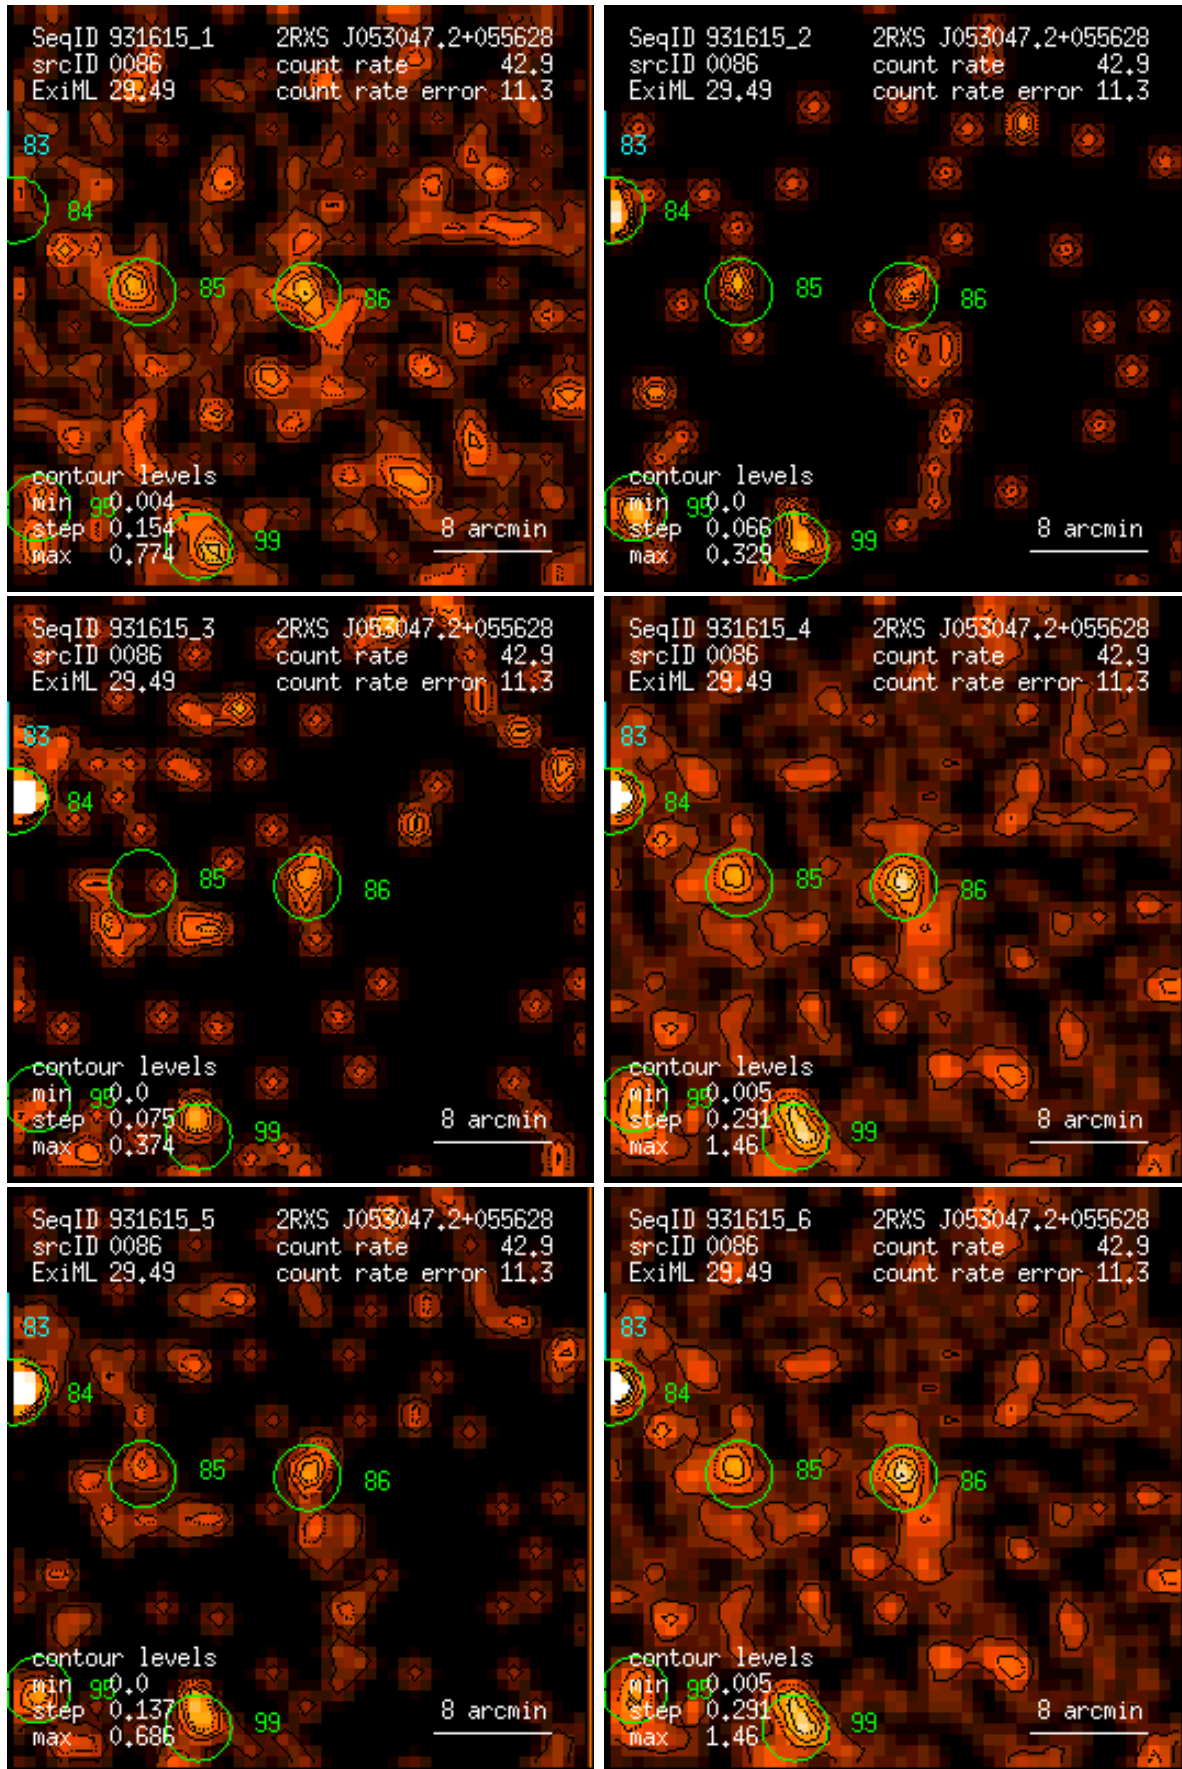 SeqID 931615_1 2RXS J053047.2+055628
srcID 0086 count rate 42.9
ExiML 29.49 count rate error 11.3
83
84
85
86
contour levels
min 0.004
95
step 0.154
99
8 arcmin
max 0.774
SeqID 931615_2 2RXS J053047.2+055628
srcID 0086 count rate 42.9
ExiML 29.49 count rate error 11.3
83
84
85
86
contour levels
min 0.0
95
step 0.066
99
8 arcmin
max 0.329
SeqID 931615_3 2RXS J053047.2+055628
srcID 0086 count rate 42.9
ExiML 29.49 count rate error 11.3
83
84
85
86
contour levels
min 0.0
95
step 0.075
99
8 arcmin
max 0.374
SeqID 931615_4 2RXS J053047.2+055628
srcID 0086 count rate 42.9
ExiML 29.49 count rate error 11.3
83
84
85
86
contour levels
min 0.005
95
step 0.291
99
8 arcmin
max 1.46
SeqID 931615_5 2RXS J053047.2+055628
srcID 0086 count rate 42.9
ExiML 29.49 count rate error 11.3
83
84
85
86
contour levels
min 0.0
95
step 0.137
99
8 arcmin
max 0.686
SeqID 931615_6 2RXS J053047.2+055628
srcID 0086 count rate 42.9
ExiML 29.49 count rate error 11.3
83
84
85
86
contour levels
min 0.005
95
step 0.291
99
8 arcmin
max 1.46